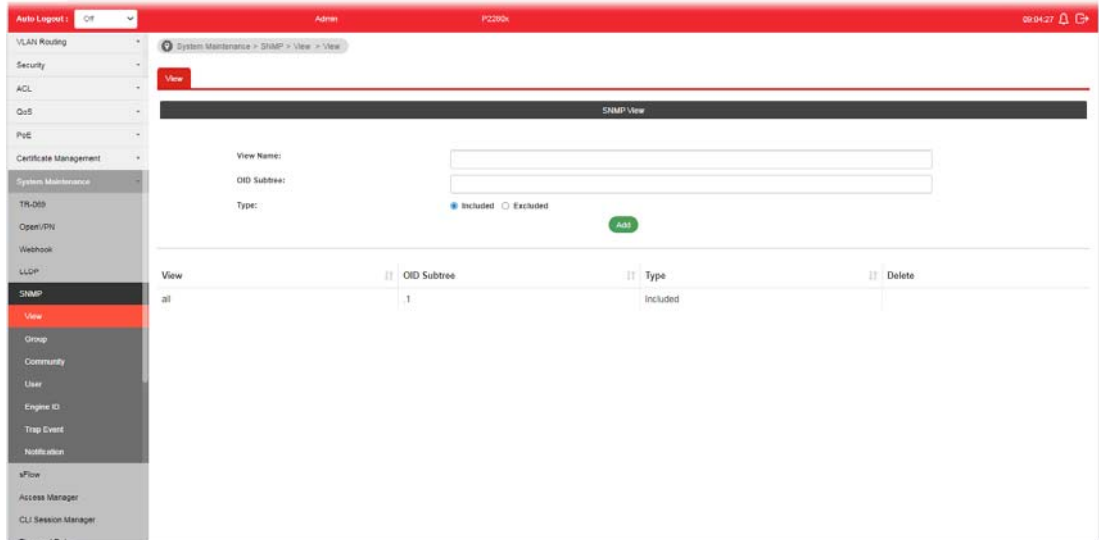 Auto Logout : Off Admin P2280x 09:04:27
VLAN Routing
System Maintenance > SNMP > View > View
Security
View
ACL
QoS
SNMP View
PoE
Certificate Management
View Name:
System Maintenance
OID Subtree:
TR-069
Type: Included Excluded
OpenVPN
Add
Webhook
LLDP
View OID Subtree Type Delete
SNMP
all .1 Included
View
Group
Community
User
Engine ID
Trap Event
Notification
sFlow
Access Manager
CLI Session Manager